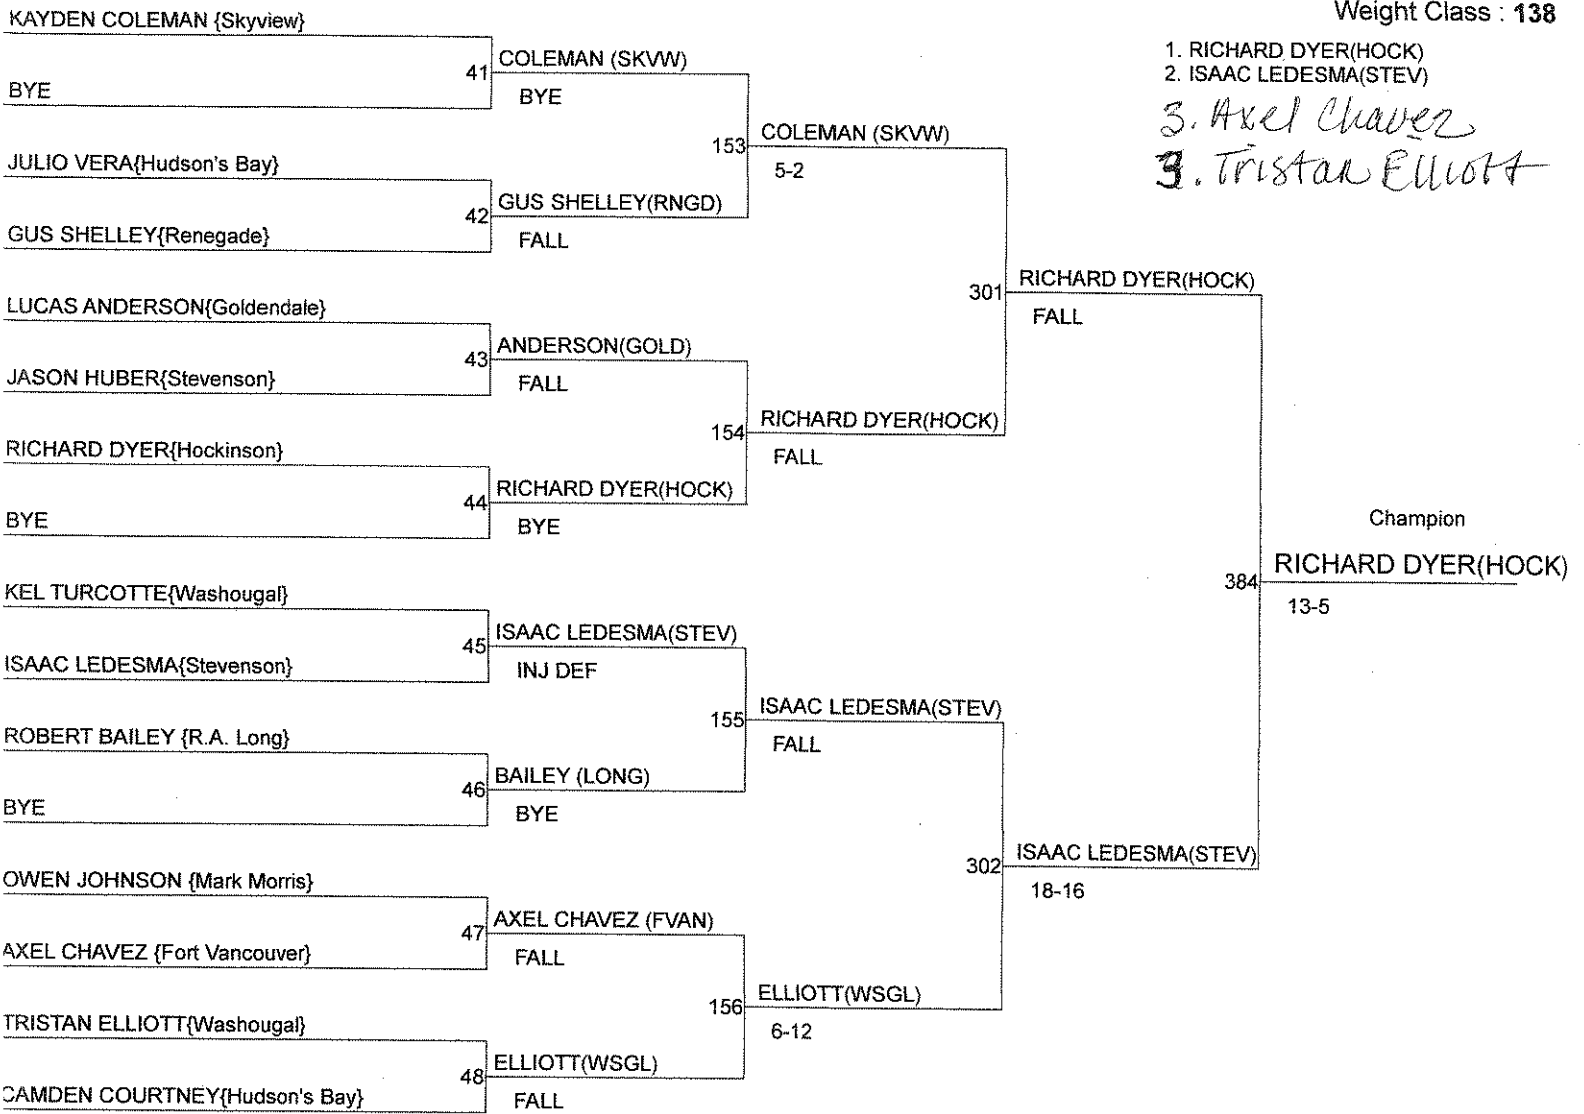 Weight Class : 138
1. RICHARD DYER(HOCK)
2. ISAAC LEDESMA(STEV)
3. Axel Chavez
3. Tristan Elliott
KAYDEN COLEMAN {Skyview}
BYE
JULIO VERA{Hudson's Bay}
GUS SHELLEY{Renegade}
LUCAS ANDERSON{Goldendale}
JASON HUBER{Stevenson}
RICHARD DYER{Hockinson}
BYE
KEL TURCOTTE{Washougal}
ISAAC LEDESMA{Stevenson}
ROBERT BAILEY {R.A. Long}
BYE
OWEN JOHNSON {Mark Morris}
AXEL CHAVEZ {Fort Vancouver}
TRISTAN ELLIOTT{Washougal}
CAMDEN COURTNEY{Hudson's Bay}
41 COLEMAN (SKVW)
BYE
42 GUS SHELLEY(RNGD)
FALL
43 ANDERSON(GOLD)
FALL
44 RICHARD DYER(HOCK)
BYE
45 ISAAC LEDESMA(STEV)
INJ DEF
46 BAILEY (LONG)
BYE
47 AXEL CHAVEZ (FVAN)
FALL
48 ELLIOTT(WSGL)
FALL
153 COLEMAN (SKVW)
5-2
154 RICHARD DYER(HOCK)
FALL
155 ISAAC LEDESMA(STEV)
FALL
156 ELLIOTT(WSGL)
6-12
301 RICHARD DYER(HOCK)
FALL
302 ISAAC LEDESMA(STEV)
18-16
Champion
384 RICHARD DYER(HOCK)
13-5